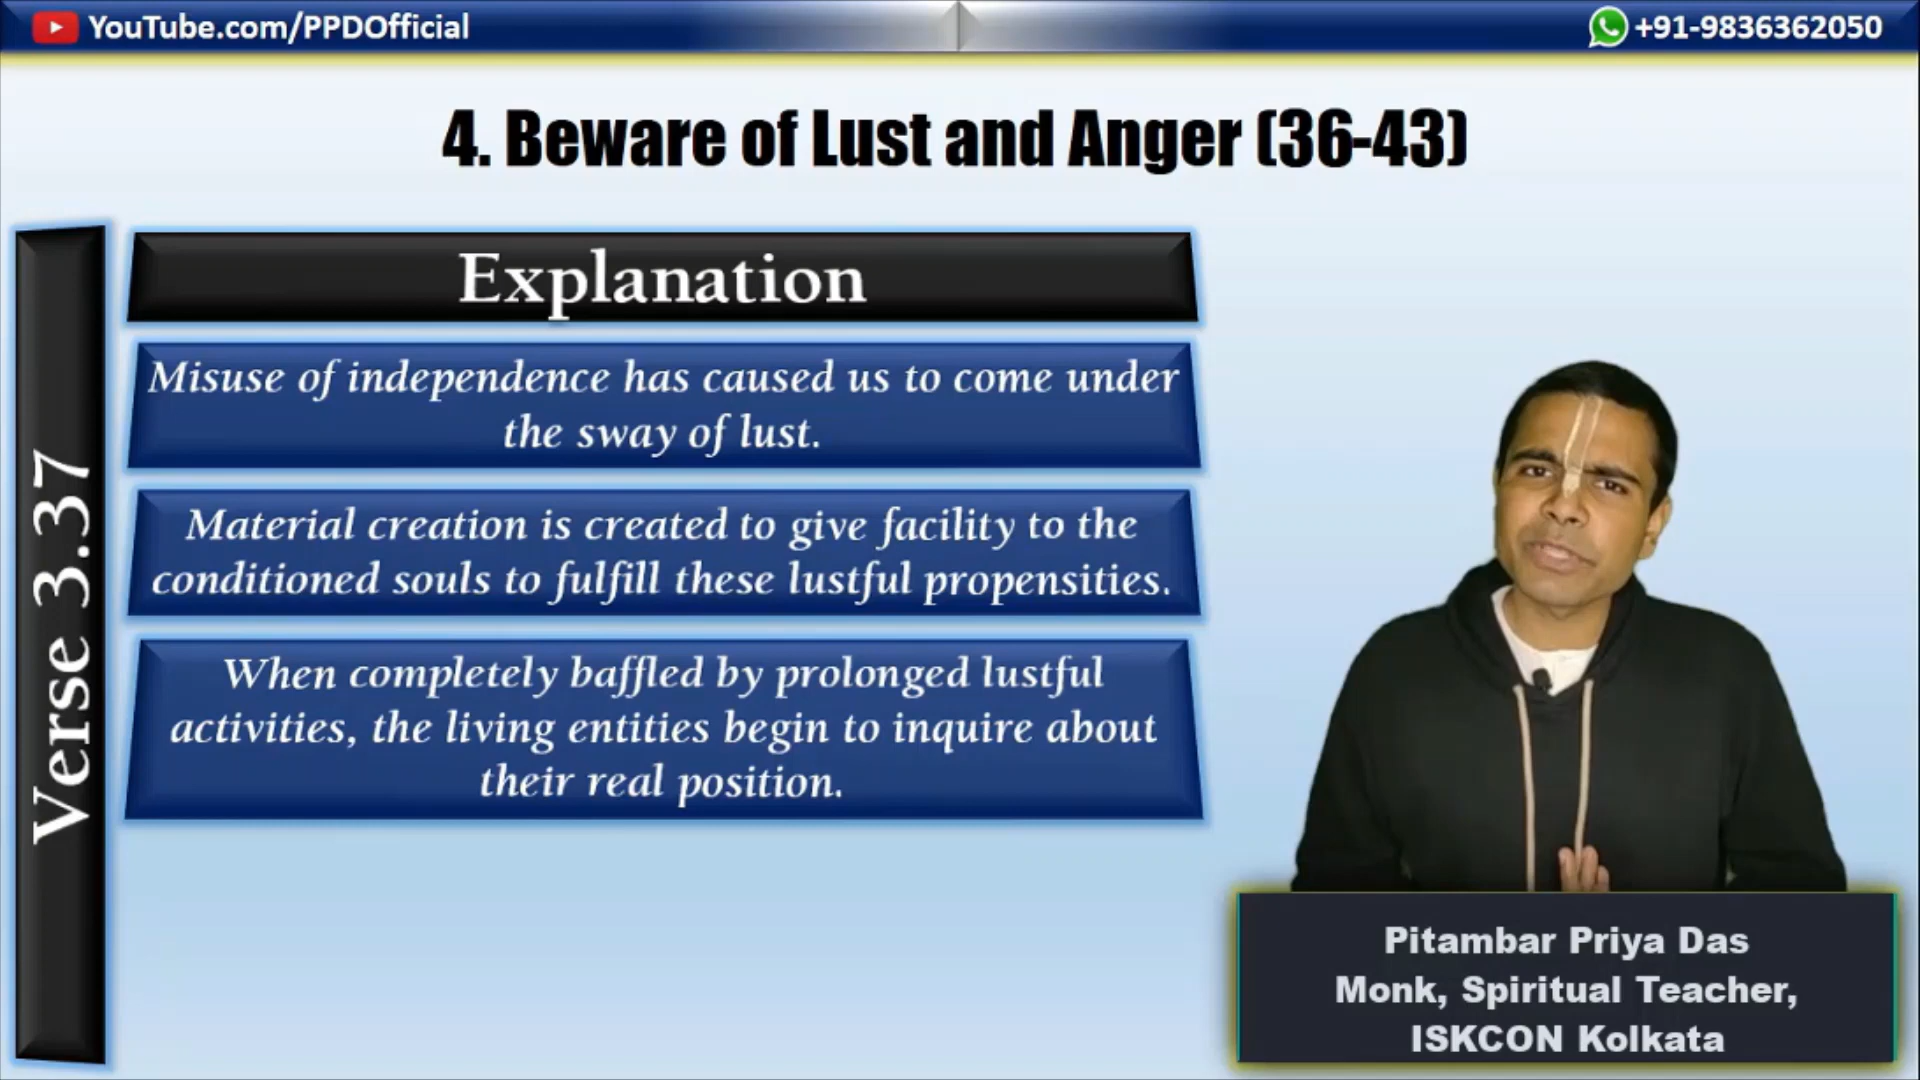 YouTube.com/PPDOfficial
+91-9836362050
4. Beware of Lust and Anger (36-43)
Verse 3.37
Explanation
Misuse of independence has caused us to come under
the sway of lust.
Material creation is created to give facility to the
conditioned souls to fulfill these lustful propensities.
When completely baffled by prolonged lustful
activities, the living entities begin to inquire about
their real position.
Pitambar Priya Das
Monk, Spiritual Teacher,
ISKCON Kolkata